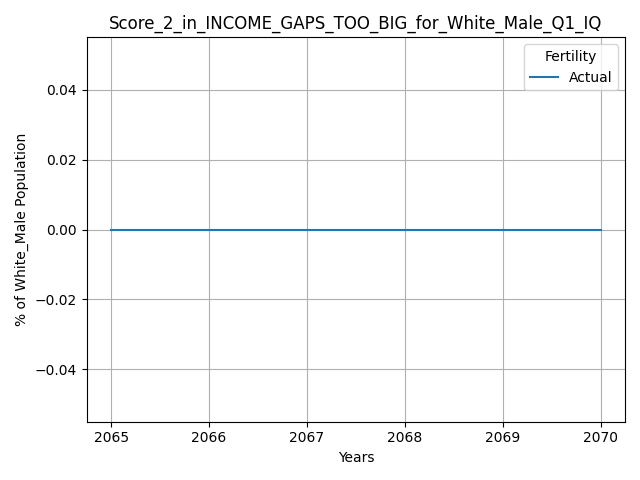 Score_2_in_INCOME_GAPS_TOO_BIG_for_White_Male_Q1_IQ
Fertility
Actual
0.04
0.02
0.00
−0.02
−0.04
% of White_Male Population
2065 2066 2067 2068 2069 2070
Years